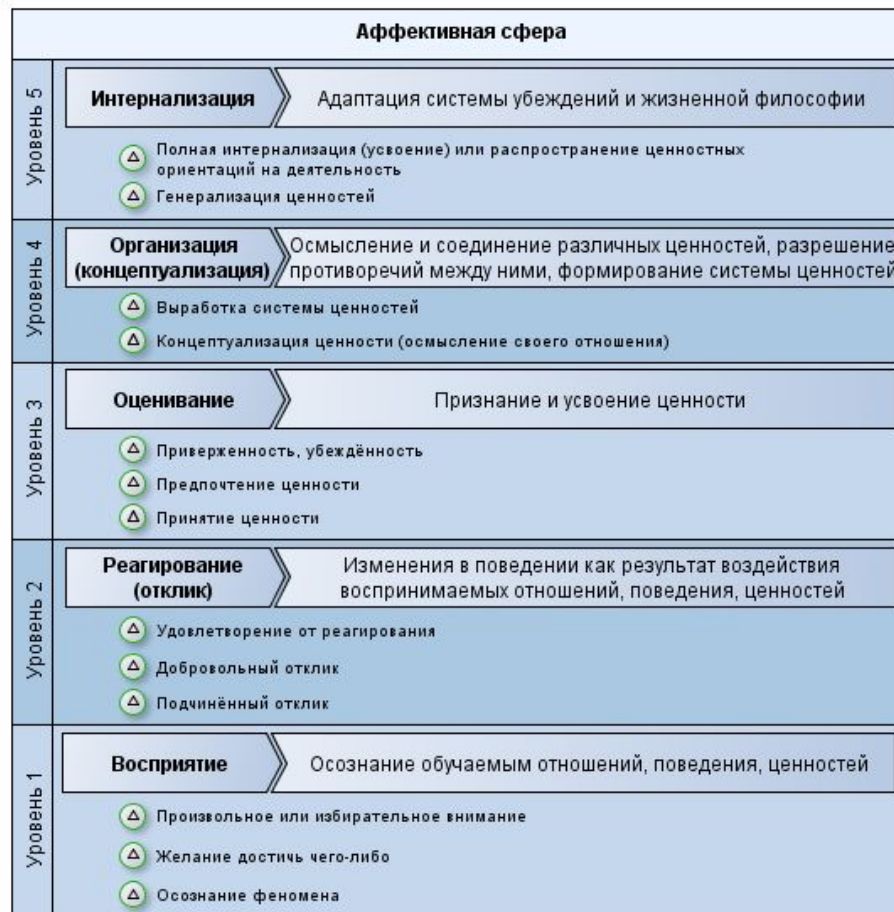 Аффективная сфера
Уровень 5
Интернализация
Адаптация системы убеждений и жизненной философии
Полная интернализация (усвоение) или распространение ценностных
ориентаций на деятельность
Генерализация ценностей
Уровень 4
Организация
(концептуализация)
Осмысление и соединение различных ценностей, разрешение
противоречий между ними, формирование системы ценностей
Выработка системы ценностей
Концептуализация ценности (осмысление своего отношения)
Уровень 3
Оценивание
Признание и усвоение ценности
Приверженность, убеждённость
Предпочтение ценности
Принятие ценности
Уровень 2
Реагирование
(отклик)
Изменения в поведении как результат воздействия
воспринимаемых отношений, поведения, ценностей
Удовлетворение от реагирования
Добровольный отклик
Подчинённый отклик
Уровень 1
Восприятие
Осознание обучаемым отношений, поведения, ценностей
Произвольное или избирательное внимание
Желание достичь чего-либо
Осознание феномена